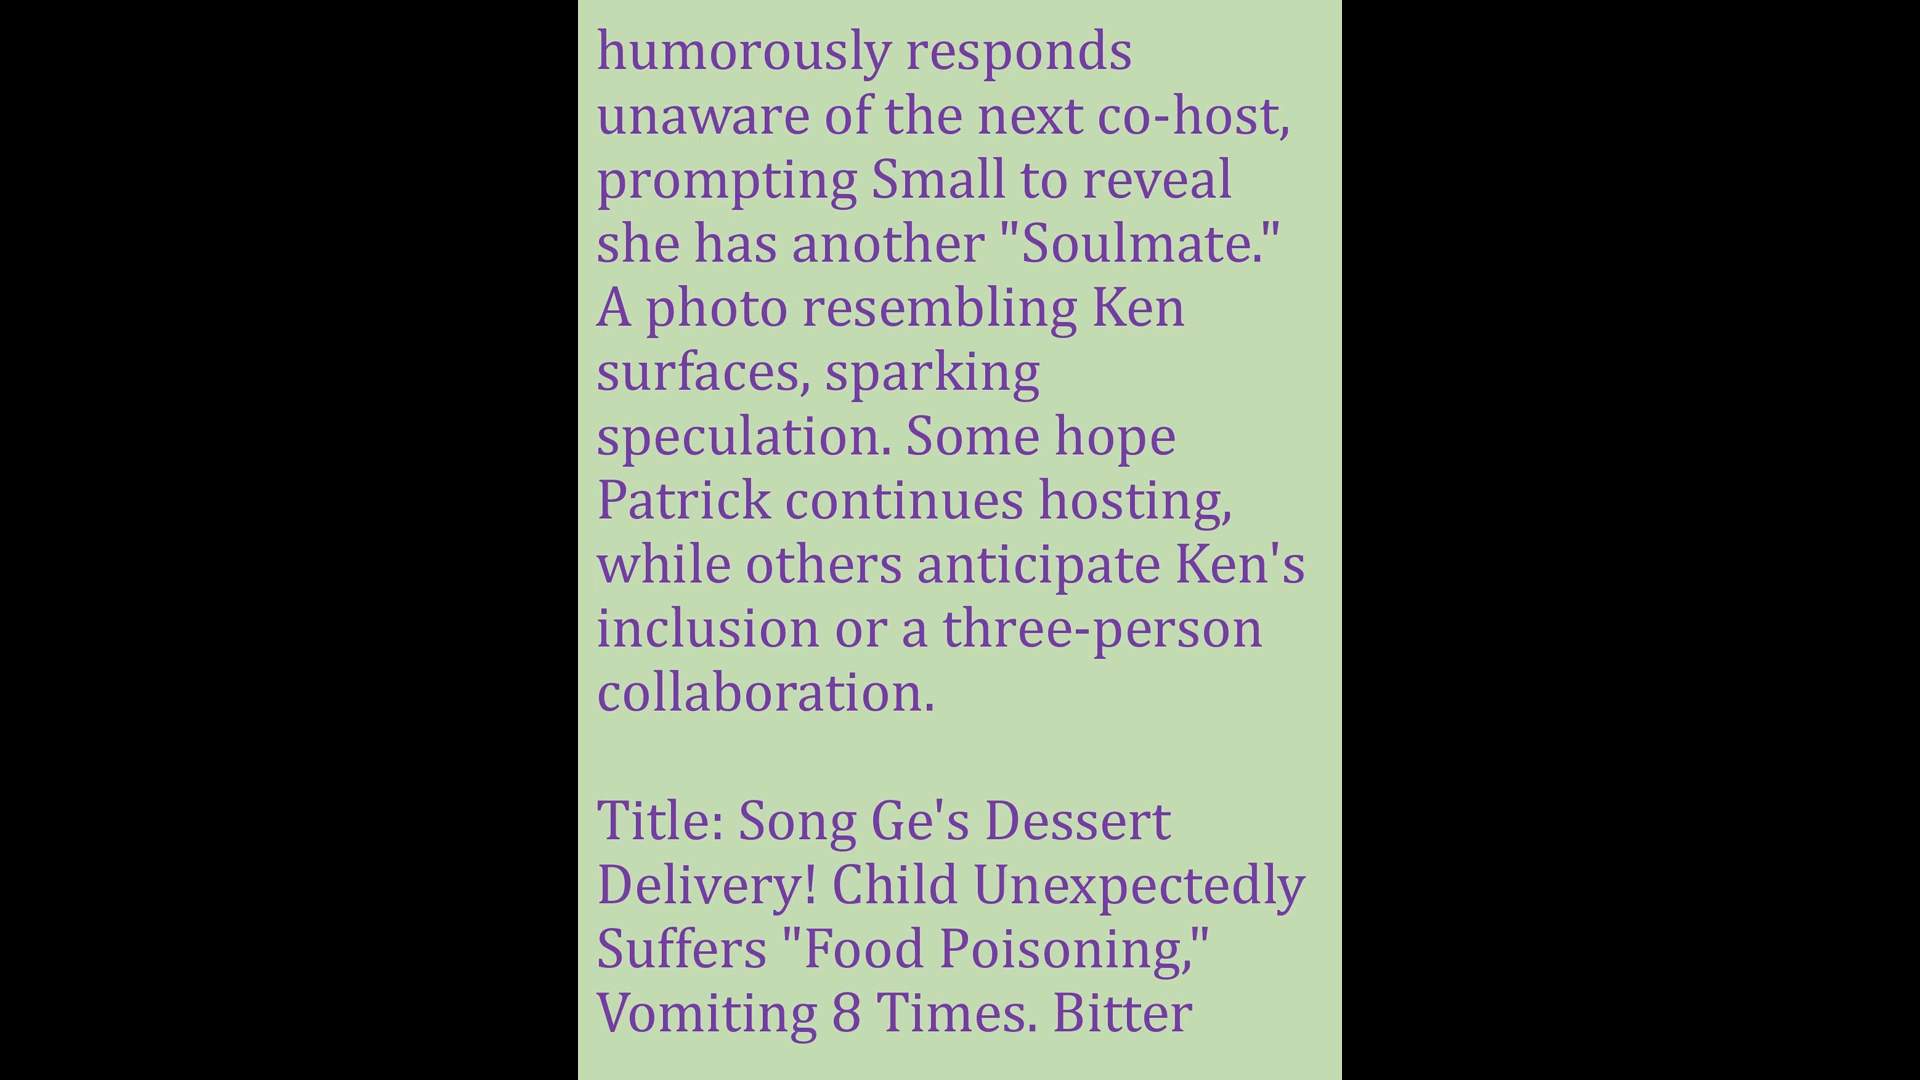 humorously responds
unaware of the next co-host,
prompting Small to reveal
she has another "Soulmate."
A photo resembling Ken
surfaces, sparking
speculation. Some hope
Patrick continues hosting,
while others anticipate Ken's
inclusion or a three-person
collaboration.
Title: Song Ge's Dessert
Delivery! Child Unexpectedly
Suffers "Food Poisoning,"
Vomiting 8 Times. Bitter